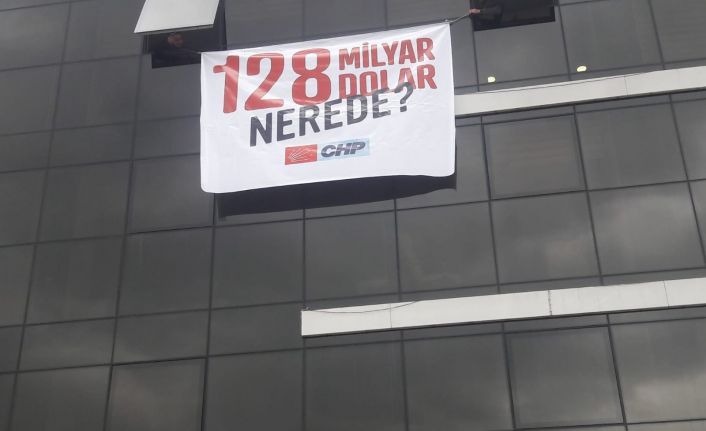 128 MİLYAR
DOLAR
NEREDE?
CHP